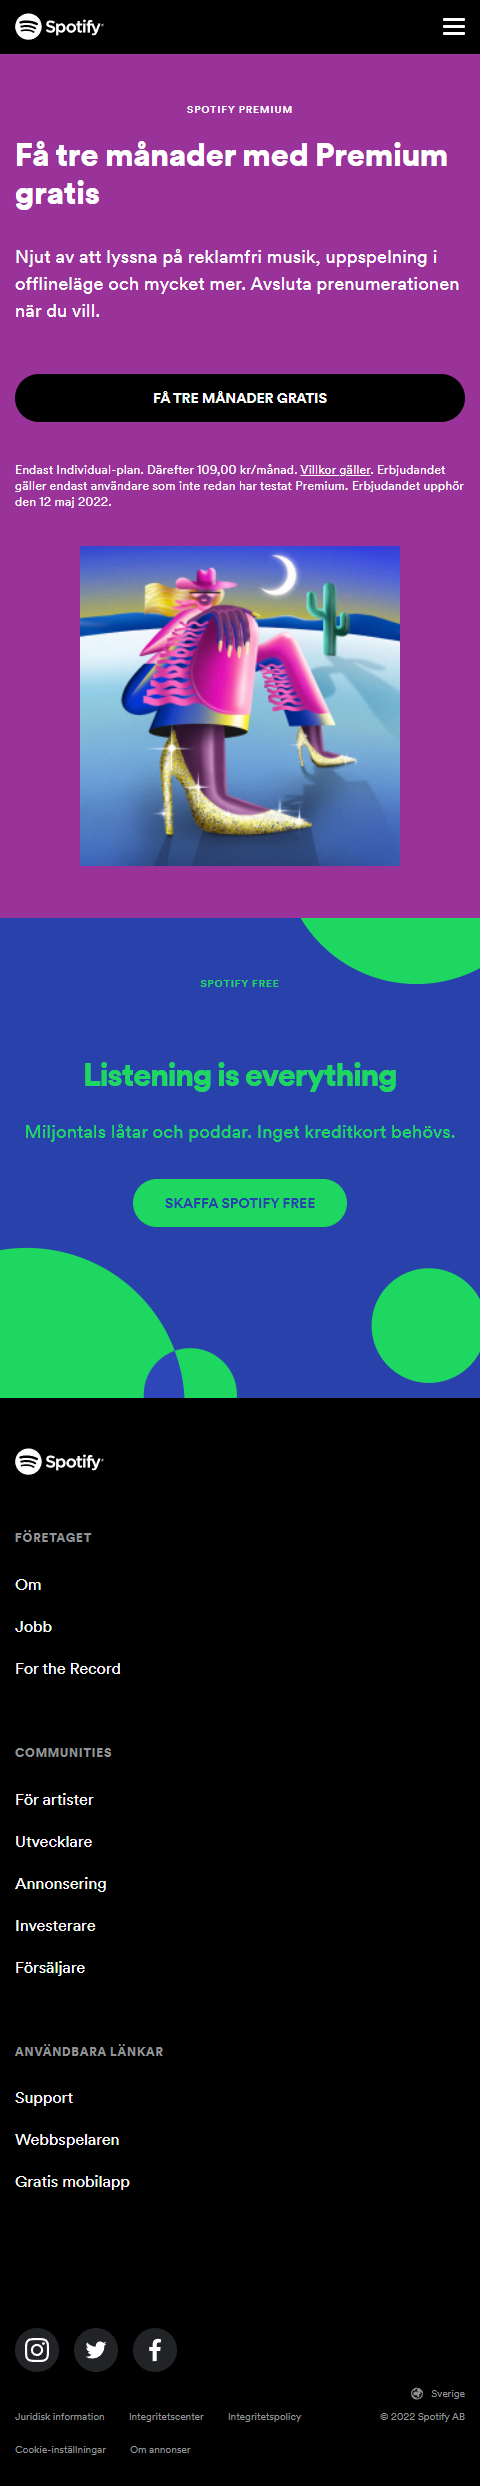 Spotify
SPOTIFY PREMIUM
Få tre månader med Premium
gratis
Njut av att lyssna på reklamfri musik, uppspelning i
offlineläge och mycket mer. Avsluta prenumerationen
när du vill.
FÅ TRE MÅNADER GRATIS
Endast Individual-plan. Därefter 109,00 kr/månad. Villkor gäller. Erbjudandet
gäller endast användare som inte redan har testat Premium. Erbjudandet upphör
den 12 maj 2022.
SPOTIFY FREE
Listening is everything
Miljontals låtar och poddar. Inget kreditkort behövs.
SKAFFA SPOTIFY FREE
Spotify
FÖRETAGET
Om
Jobb
For the Record
COMMUNITIES
För artister
Utvecklare
Annonsering
Investerare
Försäljare
ANVÄNDBARA LÄNKAR
Support
Webbspelaren
Gratis mobilapp
Sverige
Juridisk information Integritetscenter Integritetspolicy © 2022 Spotify AB
Cookie-inställningar Om annonser